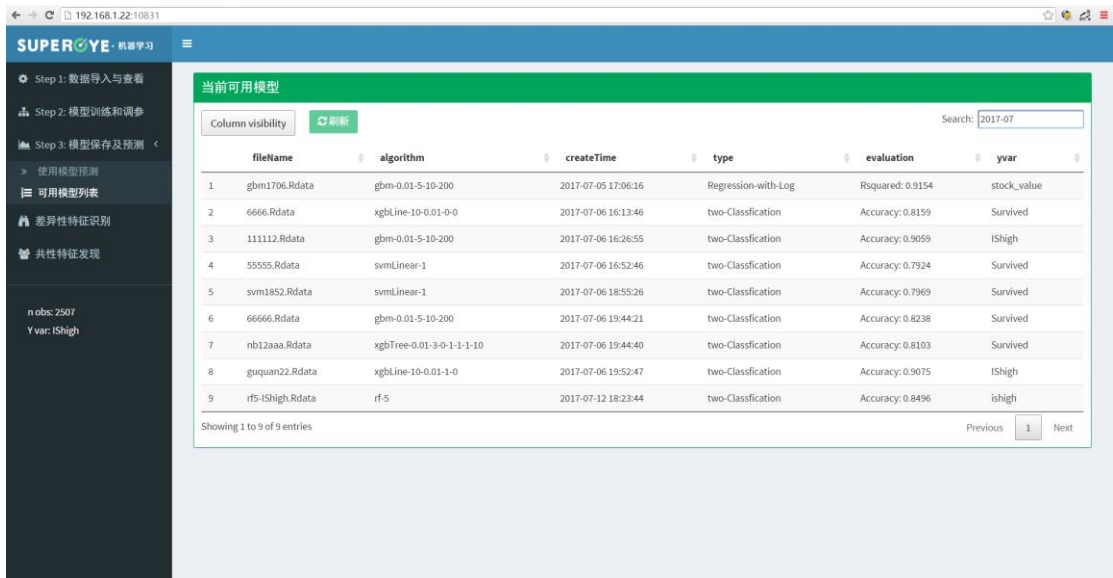 192.168.1.22:10831
SUPER EYE · 机器学习
Step 1: 数据导入与查看
Step 2: 模型训练和调参
Step 3: 模型保存及预测
使用模型预测
可用模型列表
差异性特征识别
共性特征发现
n obs: 2507
Y var: IShigh
当前可用模型
Column visibility 刷新 Search: 2017-07
fileName algorithm createTime type evaluation yvar
1 gbm1706.Rdata gbm-0.01-5-10-200 2017-07-05 17:06:16 Regression-with-Log Rsquared: 0.9154 stock_value
2 6666.Rdata xgbLine-10-0.01-0-0 2017-07-06 16:13:46 two-Classfication Accuracy: 0.8159 Survived
3 111112.Rdata gbm-0.01-5-10-200 2017-07-06 16:26:55 two-Classfication Accuracy: 0.9059 IShigh
4 55555.Rdata svmLinear-1 2017-07-06 16:52:46 two-Classfication Accuracy: 0.7924 Survived
5 svm1852.Rdata svmLinear-1 2017-07-06 18:55:26 two-Classfication Accuracy: 0.7969 Survived
6 66666.Rdata gbm-0.01-5-10-200 2017-07-06 19:44:21 two-Classfication Accuracy: 0.8238 Survived
7 nb12aaa.Rdata xgbTree-0.01-3-0-1-1-1-10 2017-07-06 19:44:40 two-Classfication Accuracy: 0.8103 Survived
8 guquan22.Rdata xgbLine-10-0.01-1-0 2017-07-06 19:52:47 two-Classfication Accuracy: 0.9075 IShigh
9 rf5-IShigh.Rdata rf-5 2017-07-12 18:23:44 two-Classfication Accuracy: 0.8496 ishigh
Showing 1 to 9 of 9 entries Previous 1 Next